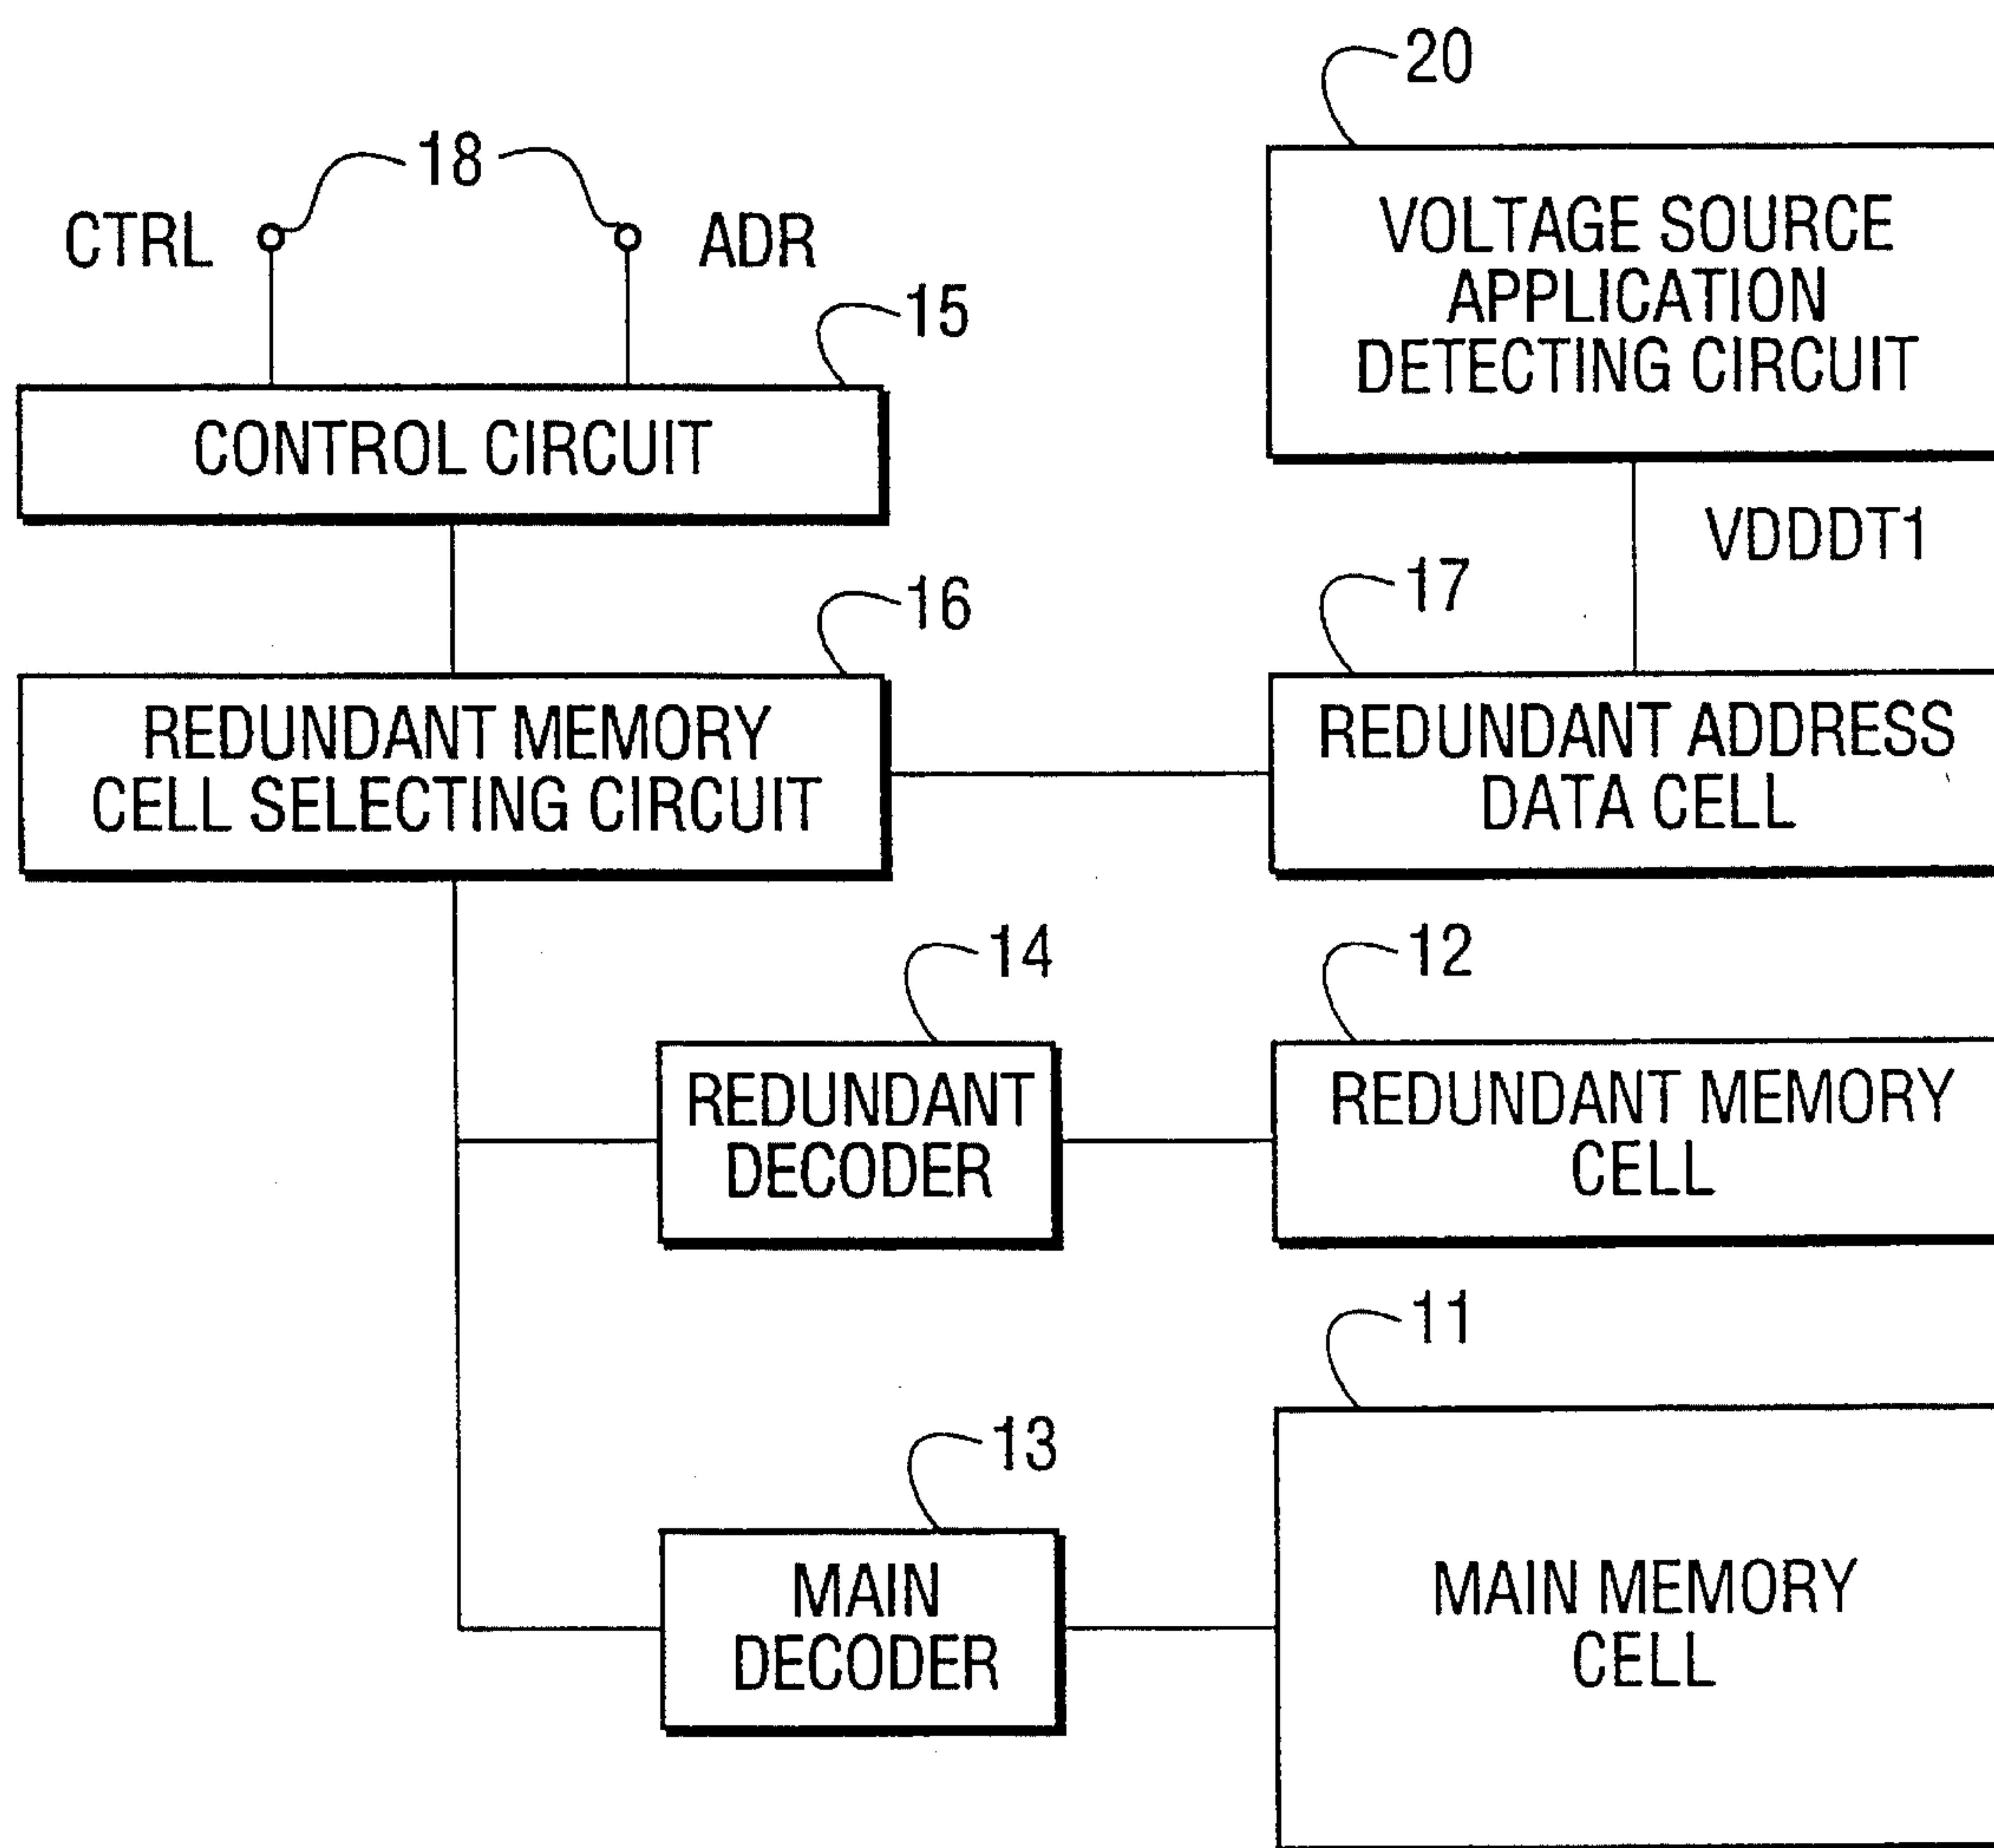 20
18
CTRL
ADR
VOLTAGE SOURCE
APPLICATION
DETECTING CIRCUIT
15
CONTROL CIRCUIT
VDDDT1
16
17
REDUNDANT MEMORY
CELL SELECTING CIRCUIT
REDUNDANT ADDRESS
DATA CELL
14
12
REDUNDANT
DECODER
REDUNDANT MEMORY
CELL
11
13
MAIN
DECODER
MAIN MEMORY
CELL